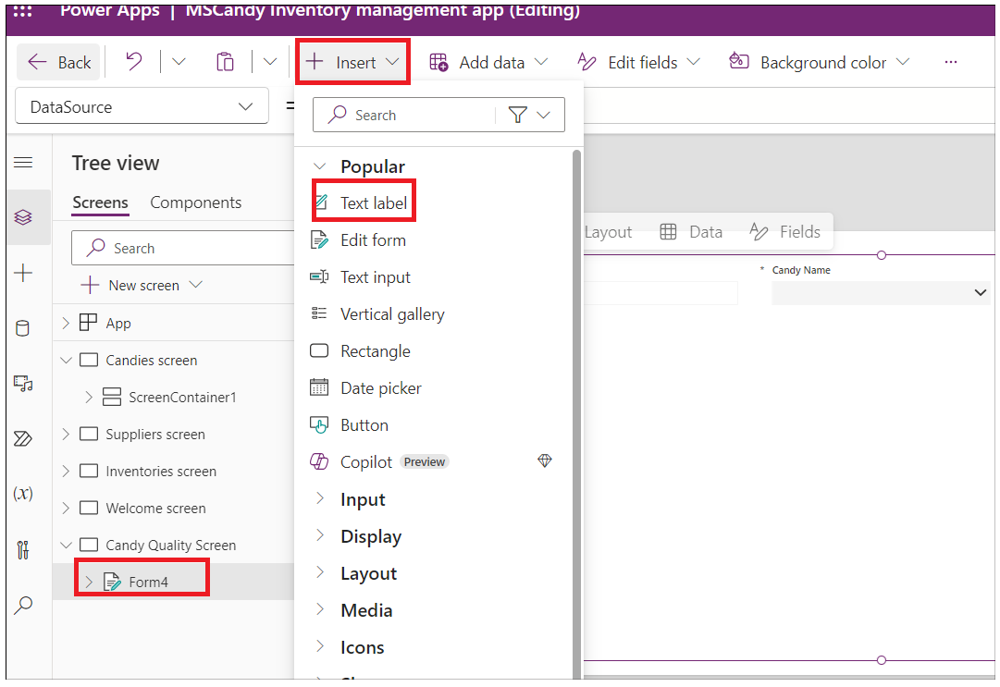 Power Apps | MSCandy Inventory management app (Editing)
Back
Insert
Add data
Edit fields
Background color
...
DataSource
=
Search
Tree view
Popular
Screens
Components
Text label
Layout
Data
Fields
Search
Edit form
* Candy Name
New screen
Text input
App
Vertical gallery
Rectangle
Candies screen
Date picker
ScreenContainer1
Button
Suppliers screen
Copilot Preview
Inventories screen
(x)
Input
Welcome screen
Display
Candy Quality Screen
Layout
Form4
Media
Icons